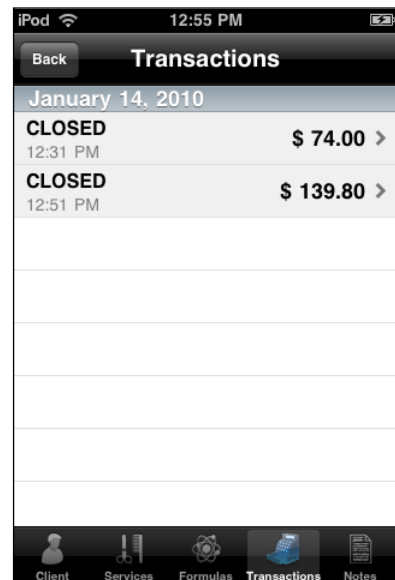 iPod 12:55 PM
Back Transactions
January 14, 2010
CLOSED
$ 74.00 >
12:31 PM
CLOSED
$ 139.80 >
12:51 PM
Client Services Formulas Transactions Notes